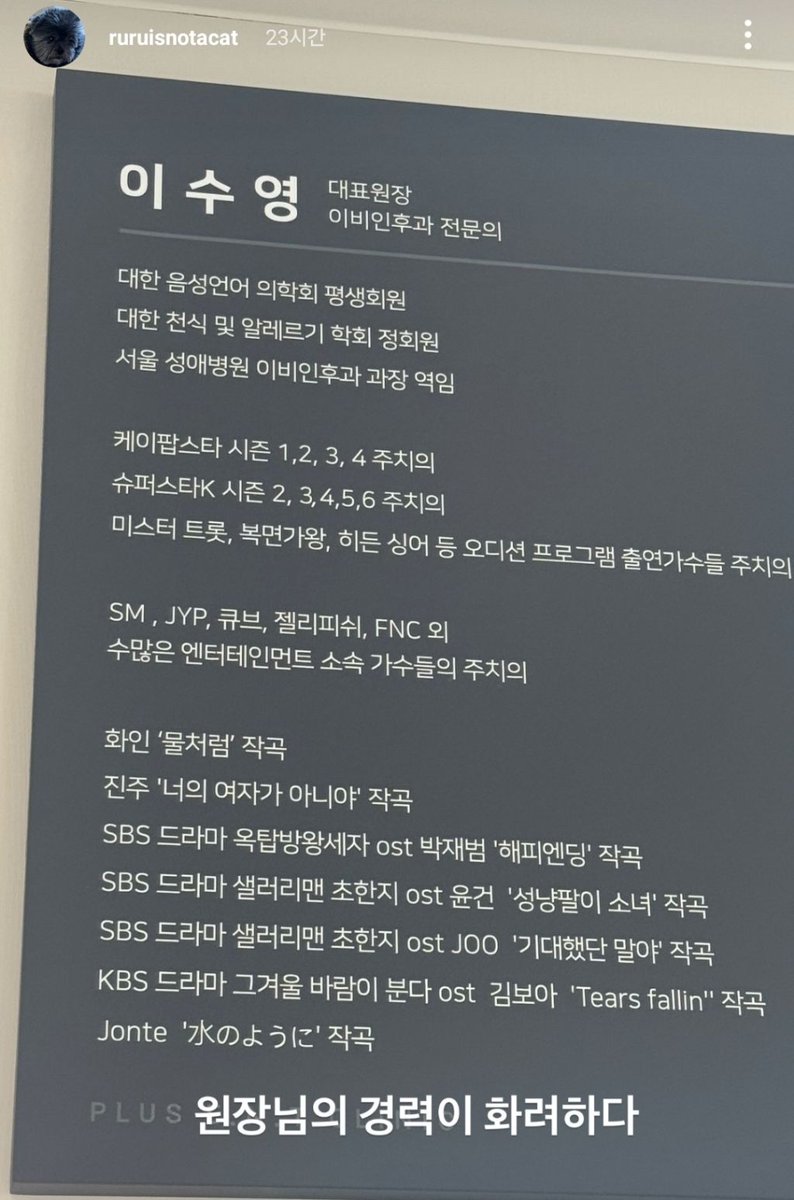 ruruisnotacat 23시간
이수영 대표원장
이비인후과 전문의
대한 음성언어 의학회 평생회원
대한 천식 및 알레르기 학회 정회원
서울 성애병원 이비인후과 과장 역임
케이팝스타 시즌 1,2, 3, 4 주치의
슈퍼스타K 시즌 2, 3,4,5,6 주치의
미스터 트롯, 복면가왕, 히든 싱어 등 오디션 프로그램 출연가수들 주치의
SM , JYP, 큐브, 젤리피쉬, FNC 외
수많은 엔터테인먼트 소속 가수들의 주치의
화인 ‘물처럼’ 작곡
진주 '너의 여자가 아니야' 작곡
SBS 드라마 옥탑방왕세자 ost 박재범 '해피엔딩' 작곡
SBS 드라마 샐러리맨 초한지 ost 윤건 '성냥팔이 소녀' 작곡
SBS 드라마 샐러리맨 초한지 ost JOO '기대했단 말야' 작곡
KBS 드라마 그겨울 바람이 분다 ost 김보아 'Tears fallin'' 작곡
Jonte '水のように' 작곡
PLUS
원장님의 경력이 화려하다